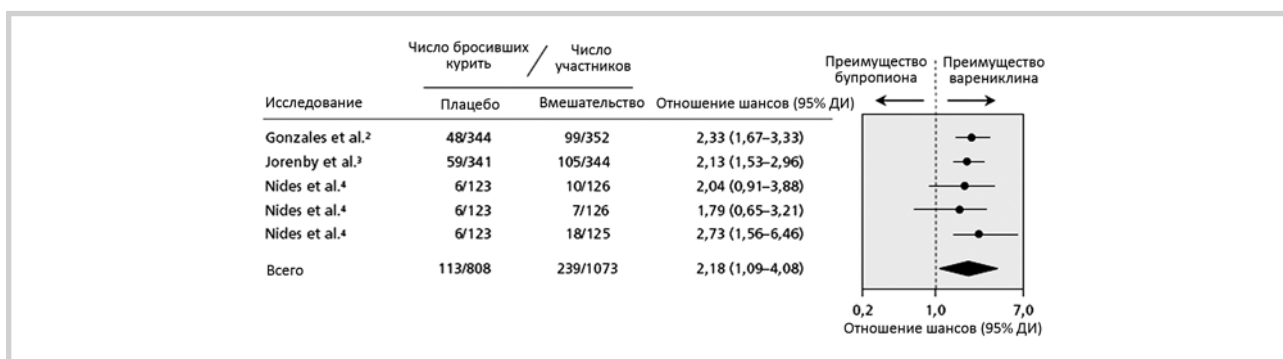 Число бросивших курить / Число участников
Преимущество бупропиона Преимущество варениклина
Исследование Плацебо Вмешательство Отношение шансов (95% ДИ)
Gonzales et al.² 48/344 99/352 2,33 (1,67–3,33)
Jorenby et al.³ 59/341 105/344 2,13 (1,53–2,96)
Nides et al.⁴ 6/123 10/126 2,04 (0,91–3,88)
Nides et al.⁴ 6/123 7/126 1,79 (0,65–3,21)
Nides et al.⁴ 6/123 18/125 2,73 (1,56–6,46)
Всего 113/808 239/1073 2,18 (1,09–4,08)
0,2 1,0 7,0
Отношение шансов (95% ДИ)